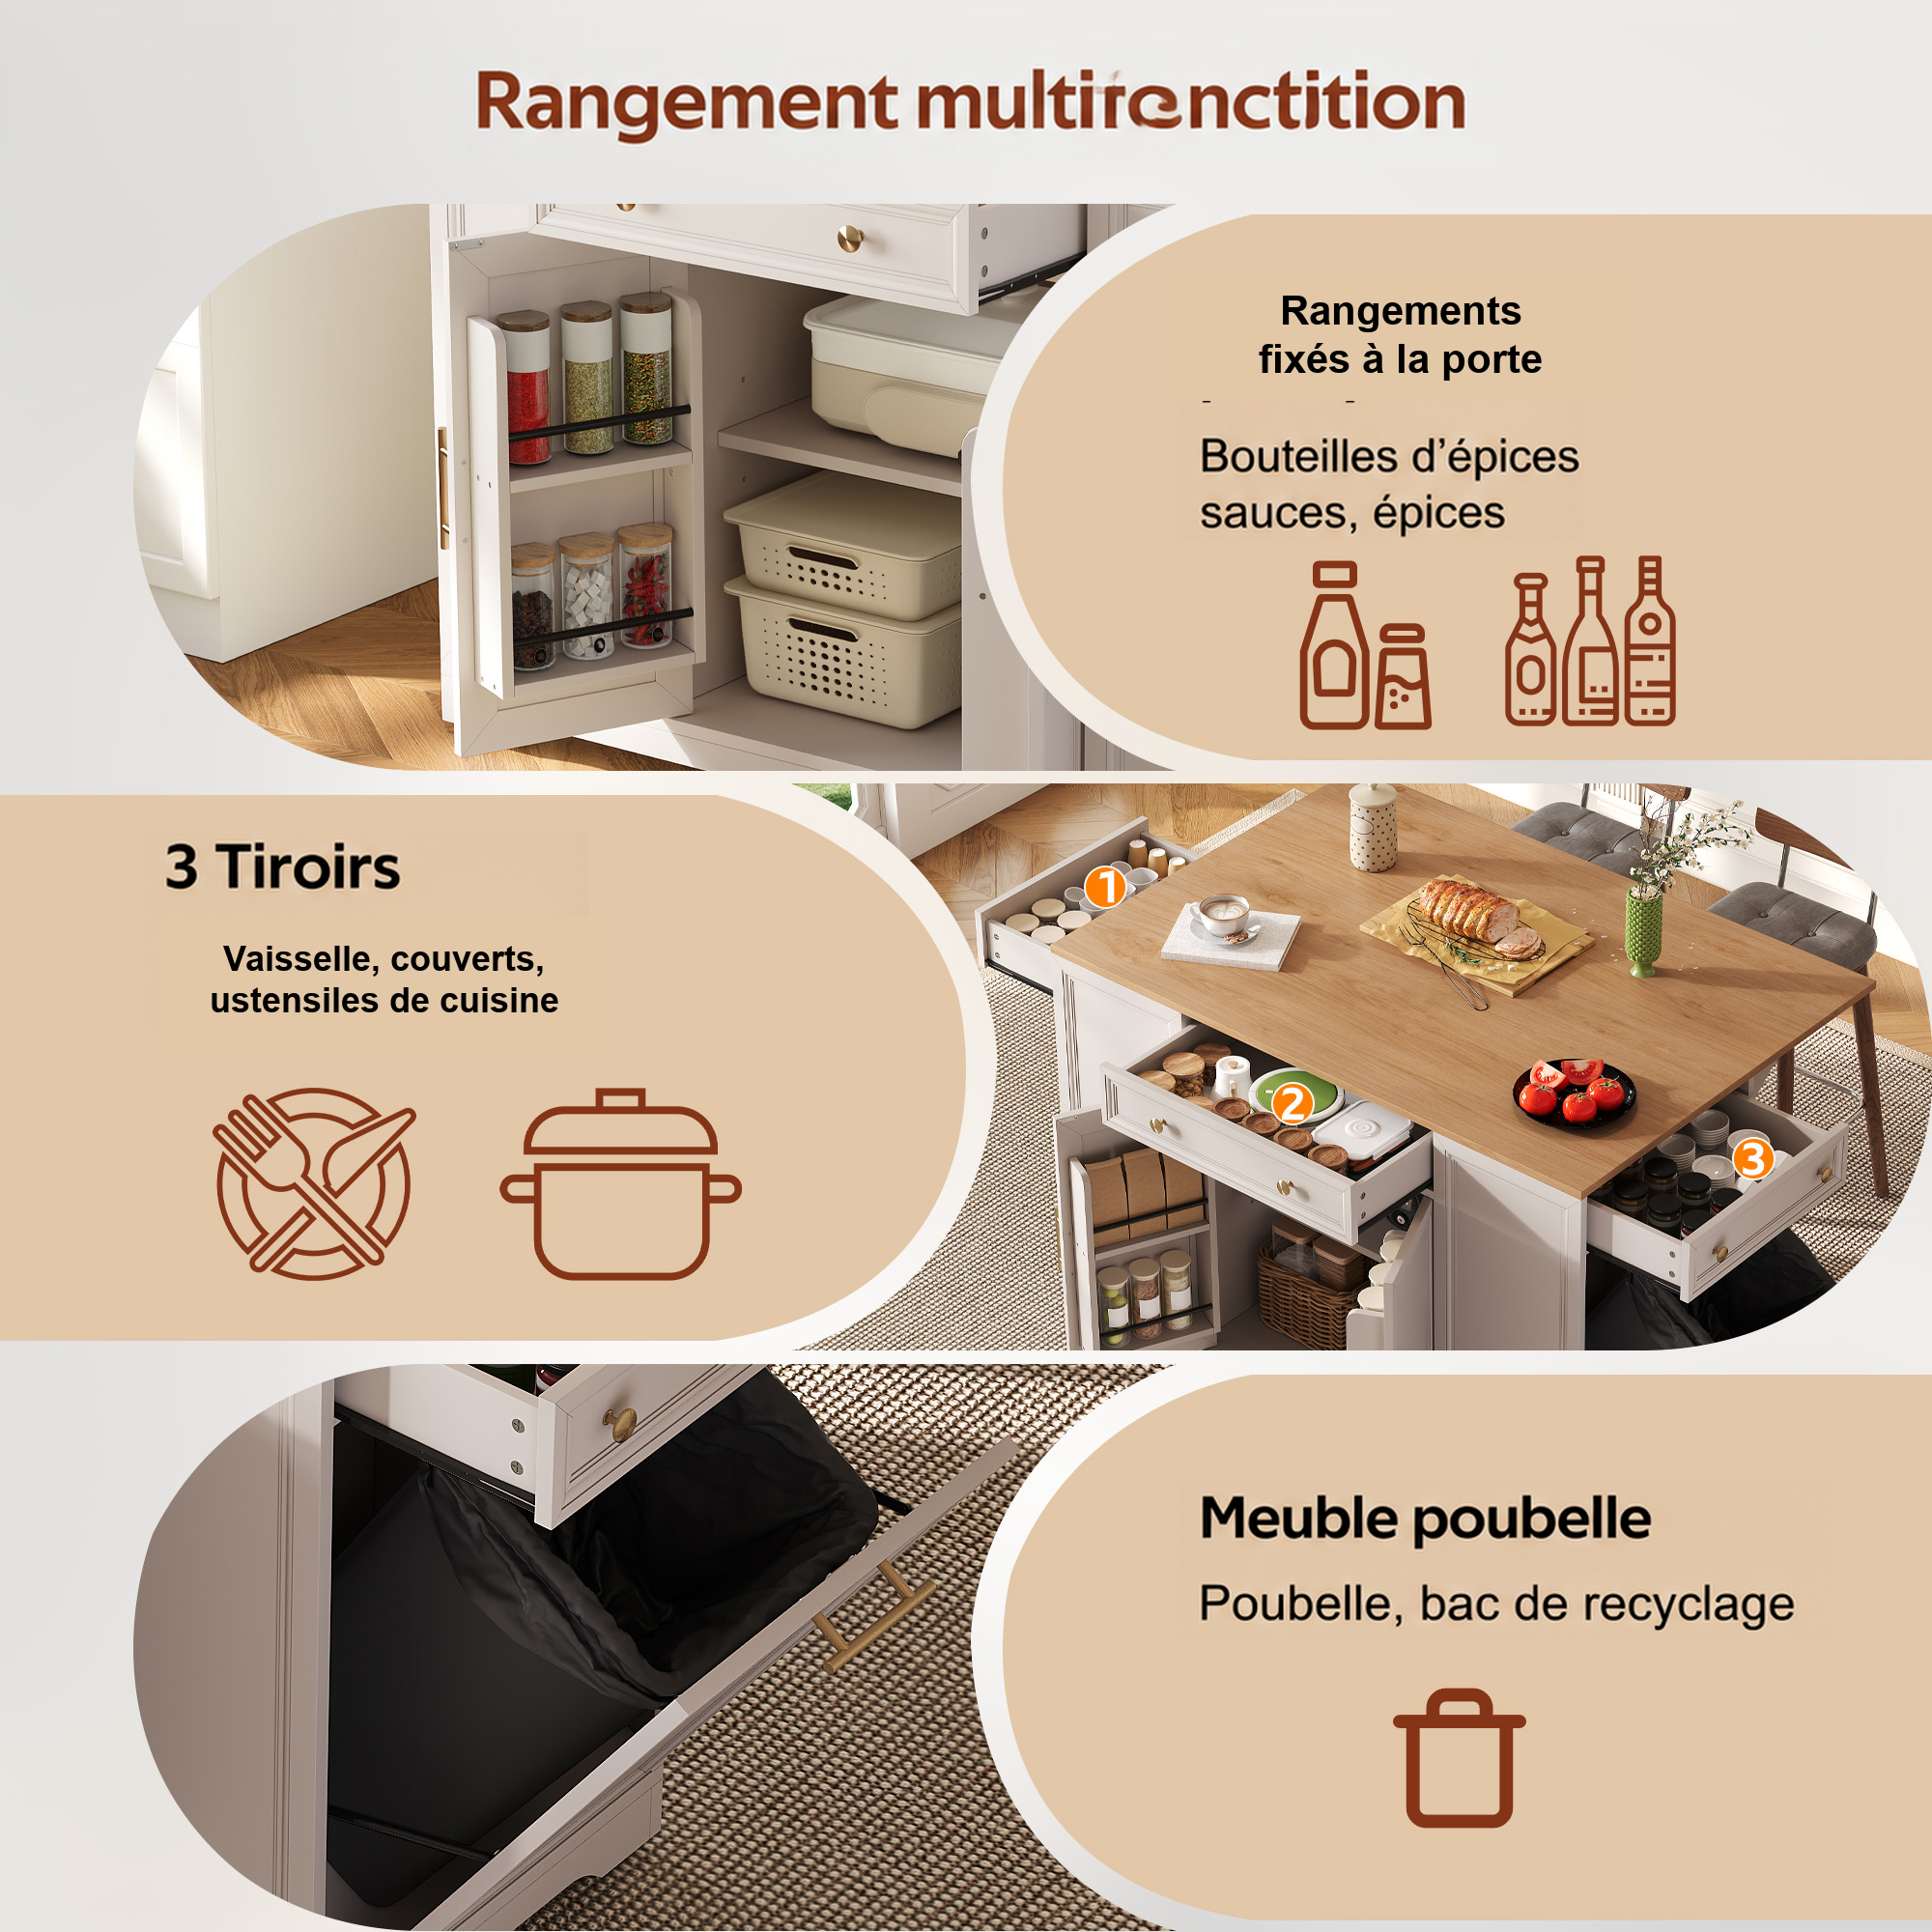 Rangement
Rangements
fixés à la porte
Bouteilles d’épices
sauces, épices
3 Tiroirs
Vaisselle, couverts,
ustensiles de cuisine
1
2
3
Meuble poubelle
Poubelle, bac de recyclage